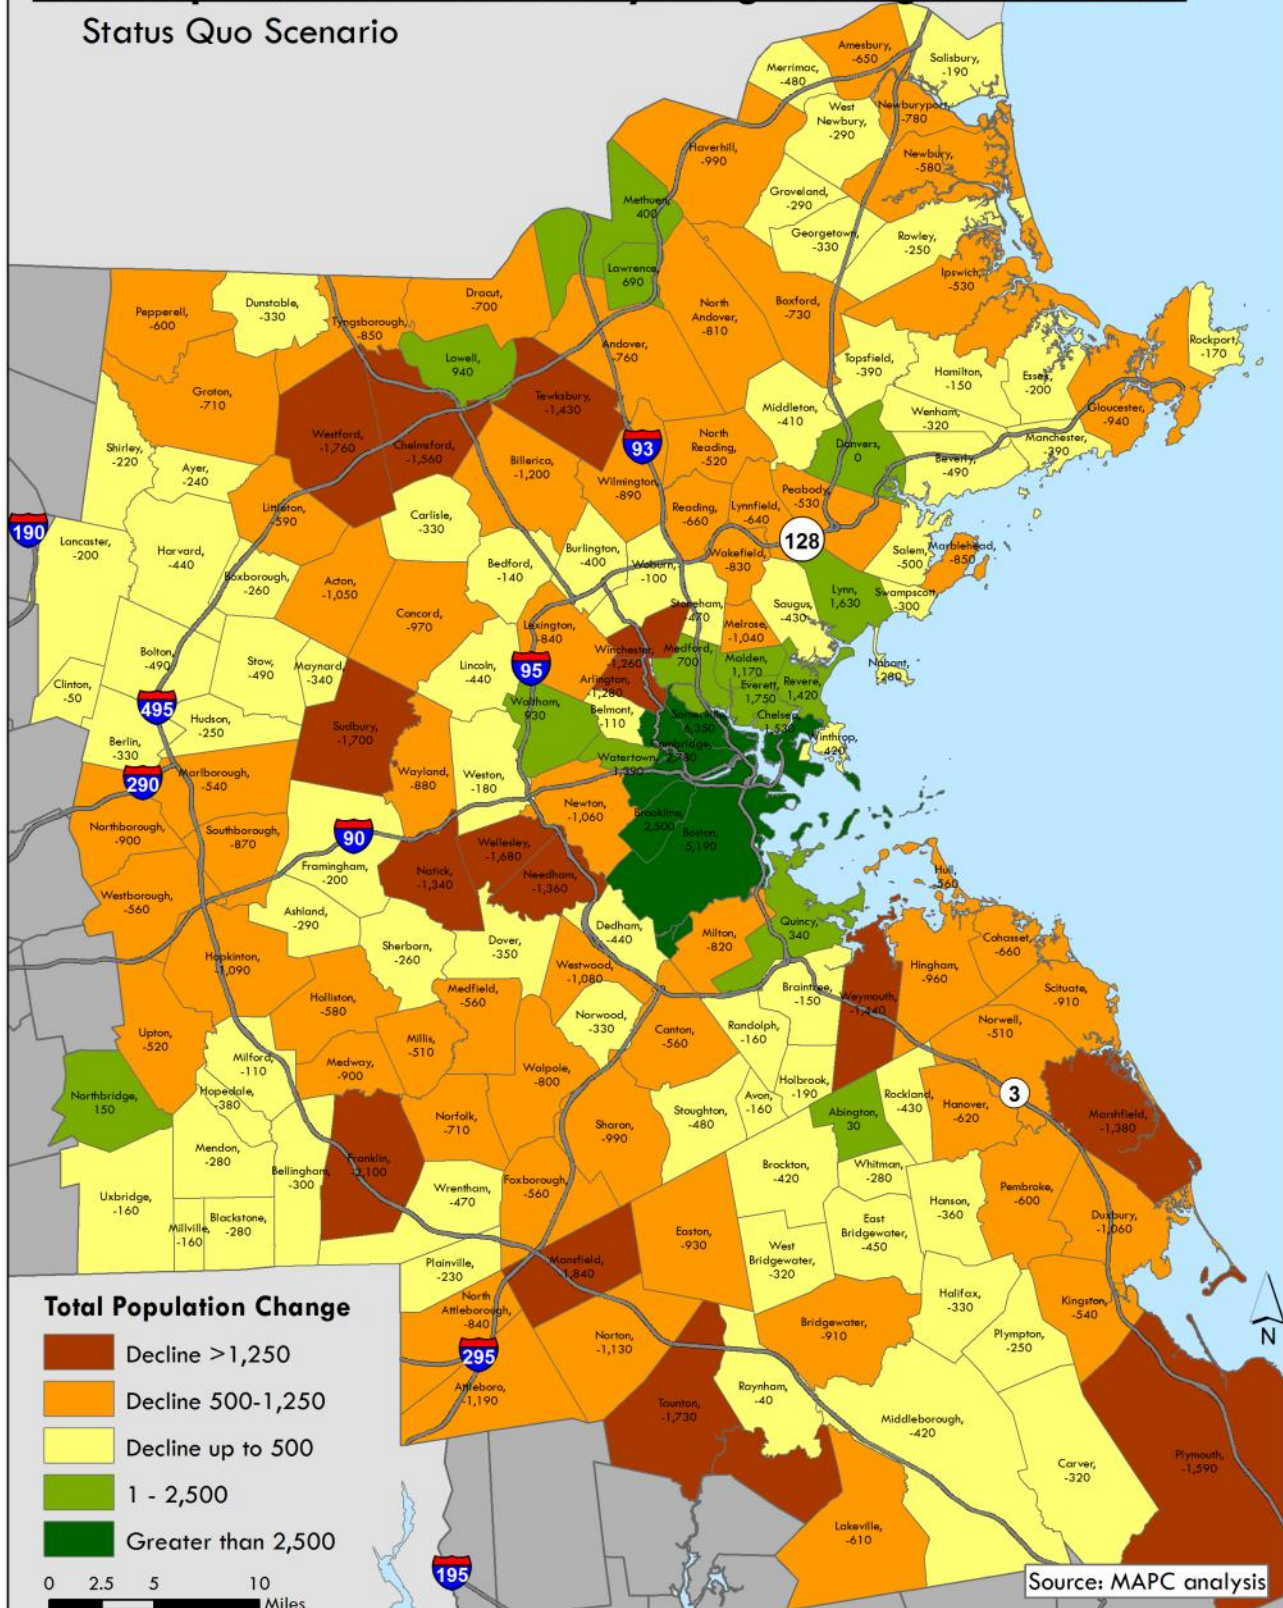 Status Quo Scenario
Amesbury,
-650
Salisbury,
-190
Merrimac,
-480
West
Newbury,
-290
Newburyport,
-780
Newbury,
-580
Haverhill,
-990
Groveland,
-290
Methuen,
400
Georgetown,
-330
Rowley,
-250
Lawrence,
690
Ipswich,
-530
Pepperell,
-600
Dunstable,
-330
Dracut,
-700
Tyngsborough,
-850
North
Andover,
-810
Boxford,
-730
Andover,
-760
Rockport,
-170
Lowell,
940
Topsfield,
-390
Hamilton,
-150
Essex,
-200
Groton,
-710
Tewksbury,
-1,430
Middleton,
-410
Wenham,
-320
Gloucester,
-940
Westford,
-1,760
Chelmsford,
-1,560
93
North
Reading,
-520
Danvers,
0
Manchester,
-390
Shirley,
-220
Ayer,
-240
Billerica,
-1,200
Beverly,
-490
Wilmington,
-890
Reading,
-660
Lynnfield,
-640
Peabody,
-530
Littleton,
-590
Carlisle,
-330
190
Lancaster,
-200
Harvard,
-440
Burlington,
-400
128
Salem,
-500
Marblehead,
-850
Wakefield,
-830
Boxborough,
-260
Acton,
-1,050
Bedford,
-140
Woburn,
-100
Lynn,
1,630
Swampscott,
-300
Concord,
-970
Stoneham,
-470
Saugus,
-430
Lexington,
-840
Melrose,
-1,040
Bolton,
-490
Stow,
-490
Maynard,
-340
Lincoln,
-440
95
Winchester,
-1,260
Medford,
700
Malden,
1,170
Nahant,
-280
Clinton,
-50
Arlington,
-1,280
Everett,
1,750
Revere,
1,420
495
Hudson,
-250
Waltham,
930
Belmont,
-110
Somerville,
6,350
Chelsea,
1,530
Sudbury,
-1,700
Berlin,
-330
Winthrop,
-420
Cambridge,
2,780
Watertown,
1,390
290
Marlborough,
-540
Wayland,
-880
Weston,
-180
Northborough,
-900
Southborough,
-870
90
Newton,
-1,060
Brookline,
2,500
Boston,
5,190
Framingham,
-200
Natick,
-1,340
Wellesley,
-1,680
Needham,
-1,360
Hull,
-560
Westborough,
-560
Ashland,
-290
Dedham,
-440
Milton,
-820
Quincy,
340
Sherborn,
-260
Dover,
-350
Cohasset,
-660
Hopkinton,
-1,090
Westwood,
-1,080
Hingham,
-960
Scituate,
-910
Holliston,
-580
Medfield,
-560
Braintree,
-150
Weymouth,
Norwood,
-330
Canton,
-560
Randolph,
-160
Norwell,
-510
Upton,
-520
Millis,
-510
Milford,
-110
Medway,
-900
Walpole,
-800
Holbrook,
-190
Northbridge,
150
Hopedale,
-380
Avon,
-160
Rockland,
-430
3
Norfolk,
-710
Stoughton,
-480
Abington,
30
Hanover,
-620
Marshfield,
-1,380
Sharon,
-990
Mendon,
-280
Bellingham,
-300
Franklin,
-2,100
Foxborough,
-560
Brockton,
-420
Whitman,
-280
Wrentham,
-470
Hanson,
-360
Pembroke,
-600
Uxbridge,
-160
Millville,
-160
Blackstone,
-280
Easton,
-930
East
Bridgewater,
-450
Duxbury,
-1,060
West
Bridgewater,
-320
Plainville,
-230
Mansfield,
-1,840
Halifax,
-330
Kingston,
-540
North
Attleborough,
-840
Norton,
-1,130
Bridgewater,
-910
Plympton,
-250
N
295
Attleboro,
-1,190
Raynham,
-40
Taunton,
-1,730
Middleborough,
-420
Carver,
-320
Plymouth,
-1,590
Lakeville,
-610
195
Total Population Change
Decline >1,250
Decline 500-1,250
Decline up to 500
1 - 2,500
Greater than 2,500
0 2.5 5 10
Miles
Source: MAPC analysis